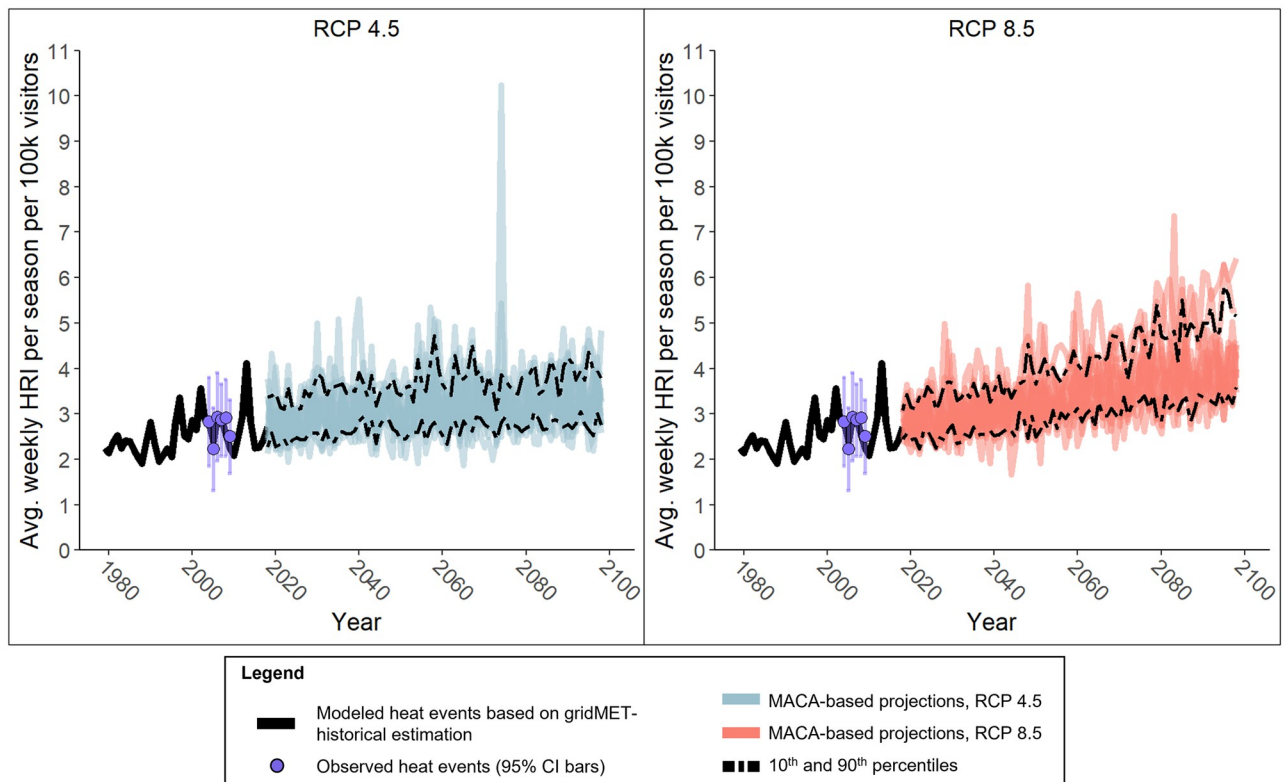 RCP 4.5
Avg. weekly HRI per season per 100k visitors
11
10
9
8
7
6
5
4
3
2
1
0
1980
2000
2020
2040
2060
2080
2100
Year
RCP 8.5
Avg. weekly HRI per season per 100k visitors
11
10
9
8
7
6
5
4
3
2
1
0
1980
2000
2020
2040
2060
2080
2100
Year
Legend
Modeled heat events based on gridMET-
historical estimation
Observed heat events (95% CI bars)
MACA-based projections, RCP 4.5
MACA-based projections, RCP 8.5
10th and 90th percentiles